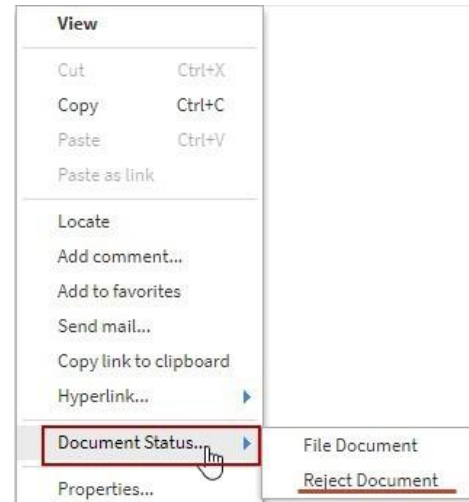 View
Cut Ctrl+X
Copy Ctrl+C
Paste Ctrl+V
Paste as link
Locate
Add comment...
Add to favorites
Send mail...
Copy link to clipboard
Hyperlink...
Document Status...
File Document
Reject Document
Properties...